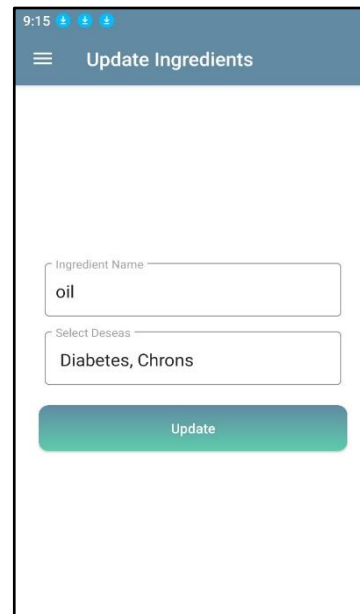 9:15
Update Ingredients
Ingredient Name
oil
Select Deseas
Diabetes, Chrons
Update